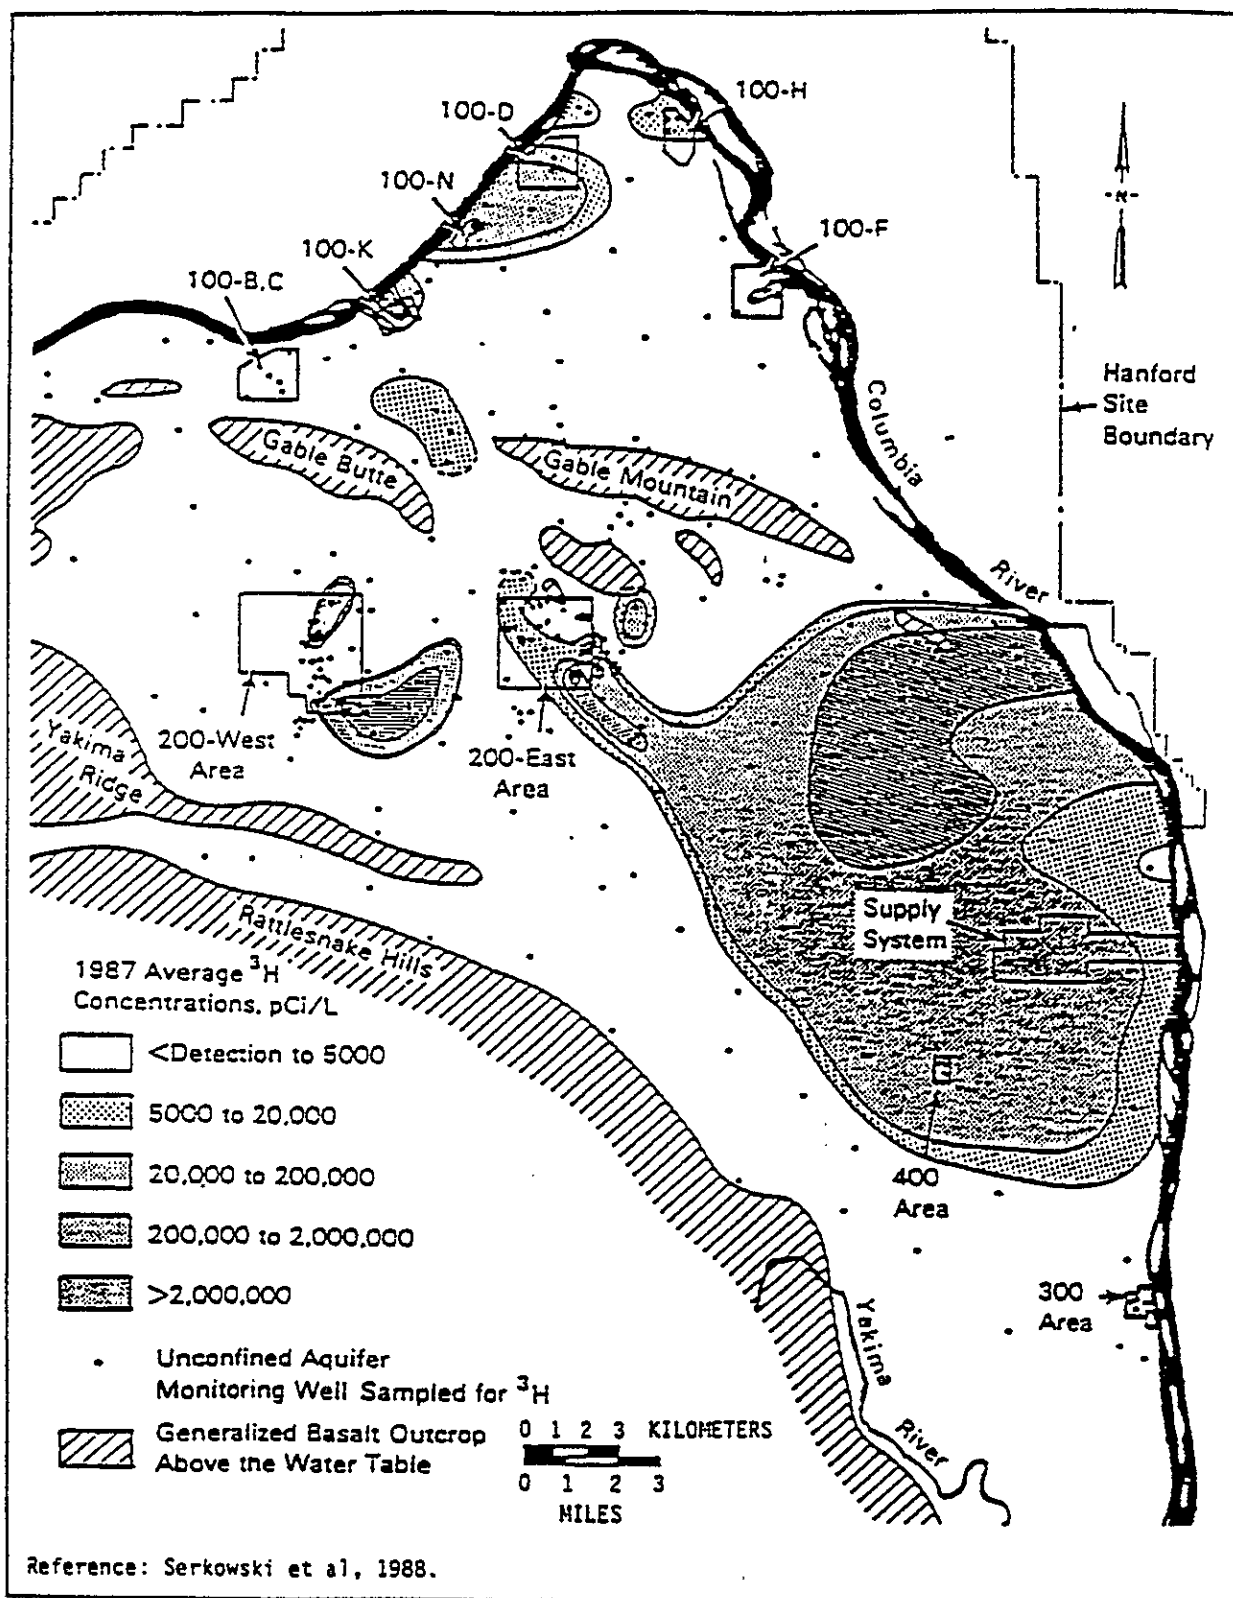 100-H
100-D
100-N
100-F
100-K
100-B,C
N
Hanford
Site
Boundary
Columbia
River
Gable Butte
Gable Mountain
200-West
Area
200-East
Area
Yakima
Ridge
Rattlesnake Hills
Supply
System
400
Area
300
Area
Yakima
River
1987 Average ³H
Concentrations, pCi/L
<Detection to 5000
5000 to 20,000
20,000 to 200,000
200,000 to 2,000,000
>2,000,000
Unconfined Aquifer
Monitoring Well Sampled for ³H
Generalized Basalt Outcrop
Above the Water Table
0 1 2 3 KILOMETERS
0 1 2 3
MILES
Reference: Serkowski et al, 1988.